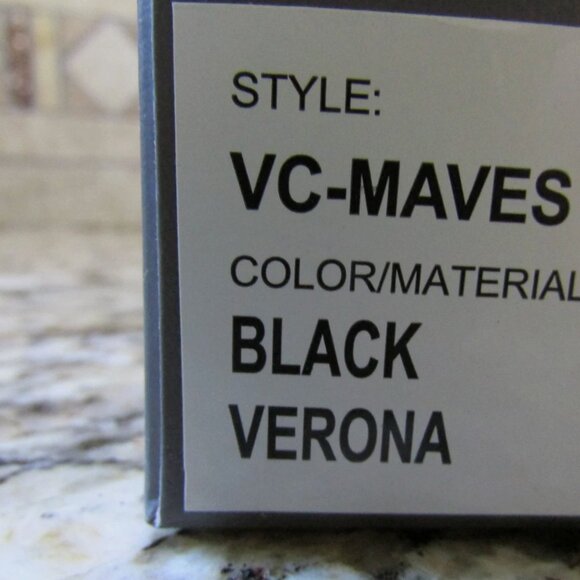 STYLE:
VC-MAVES
COLOR/MATERIAL
BLACK
VERONA